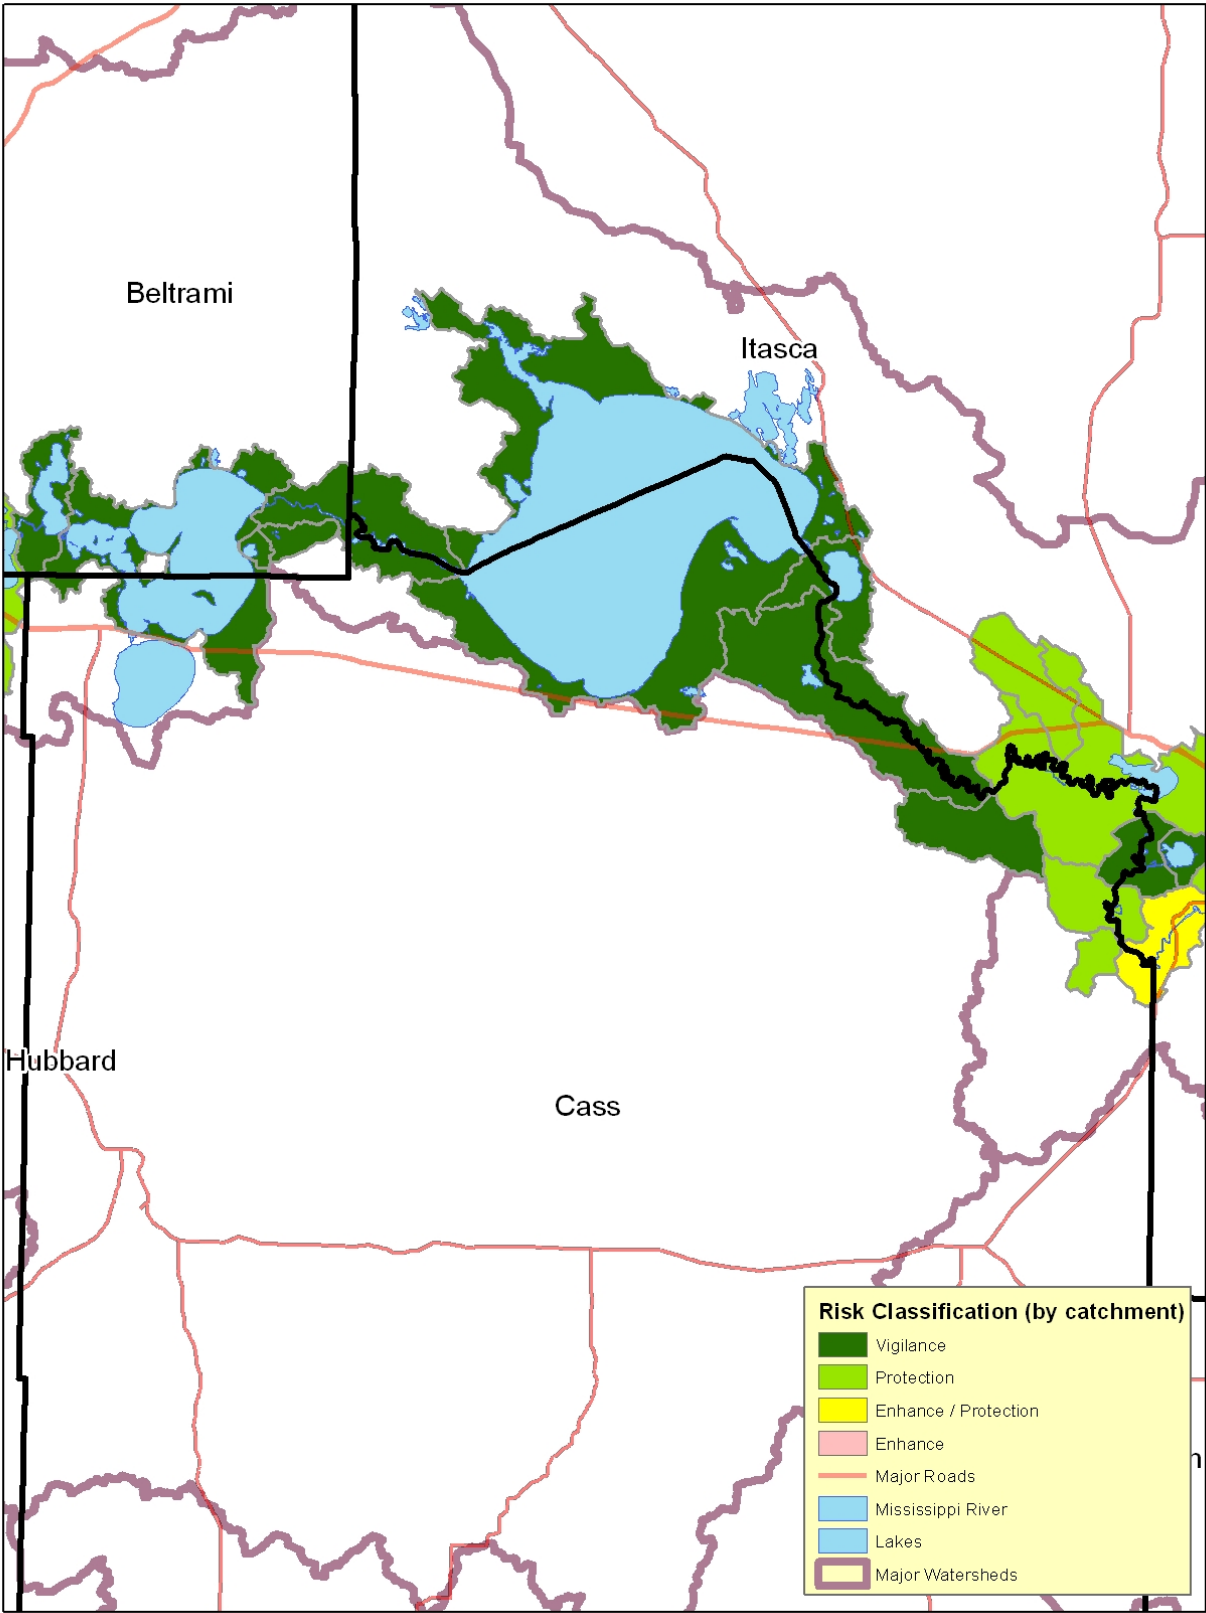 Beltrami
Itasca
Hubbard
Cass
Risk Classification (by catchment)
Vigilance
Protection
Enhance / Protection
Enhance
Major Roads
Mississippi River
Lakes
Major Watersheds
n